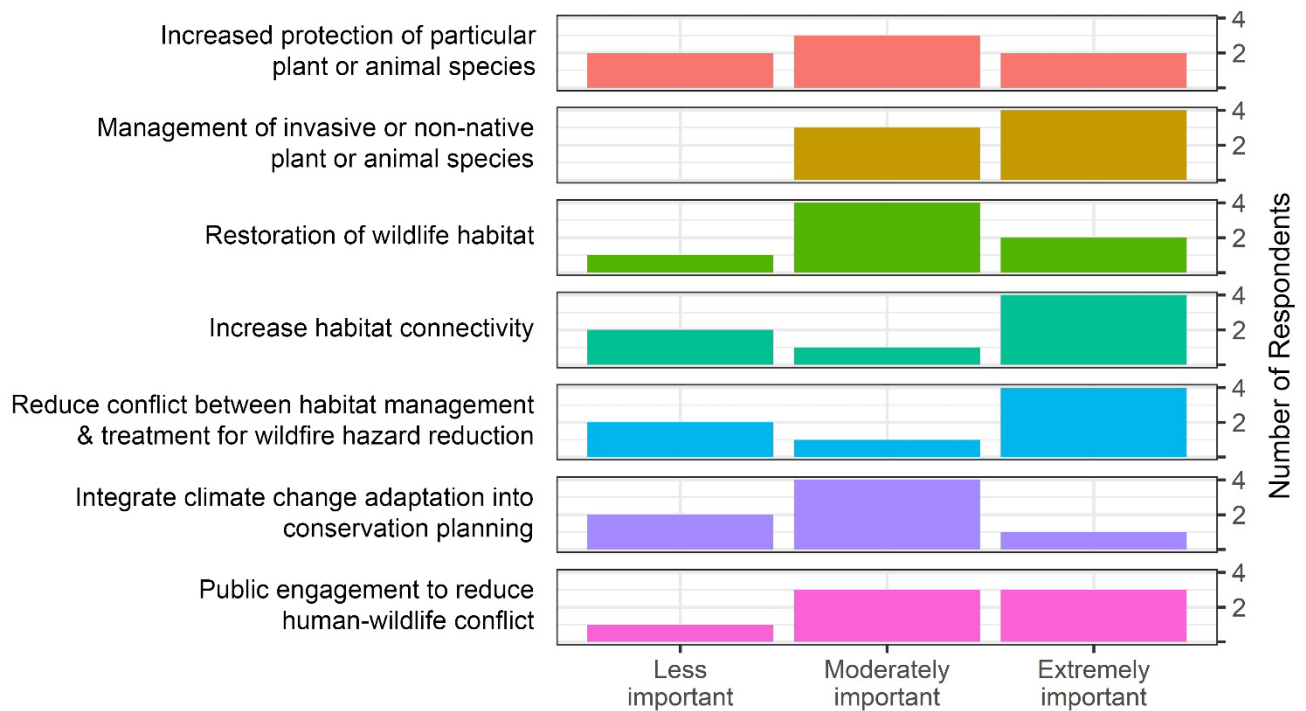 Increased protection of particular
plant or animal species
4
2
Management of invasive or non-native
plant or animal species
4
2
Restoration of wildlife habitat
4
2
Increase habitat connectivity
4
2
Reduce conflict between habitat management
& treatment for wildfire hazard reduction
4
2
Integrate climate change adaptation into
conservation planning
4
2
Public engagement to reduce
human-wildlife conflict
4
2
Number of Respondents
Less
important
Moderately
important
Extremely
important